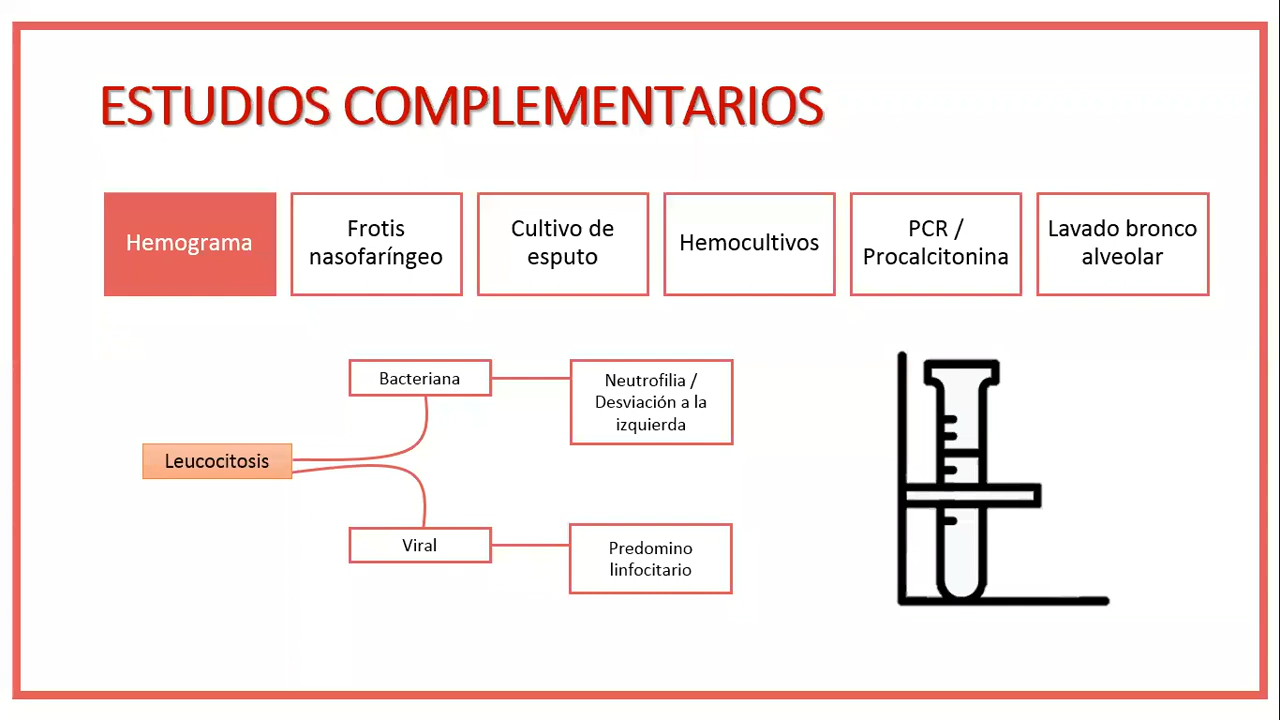 ESTUDIOS COMPLEMENTARIOS
Hemograma
Frotis
nasofaríngeo
Cultivo de
esputo
Hemocultivos
PCR /
Procalcitonina
Lavado bronco
alveolar
Leucocitosis
Bacteriana
Neutrofilia /
Desviación a la
izquierda
Viral
Predomino
linfocitario